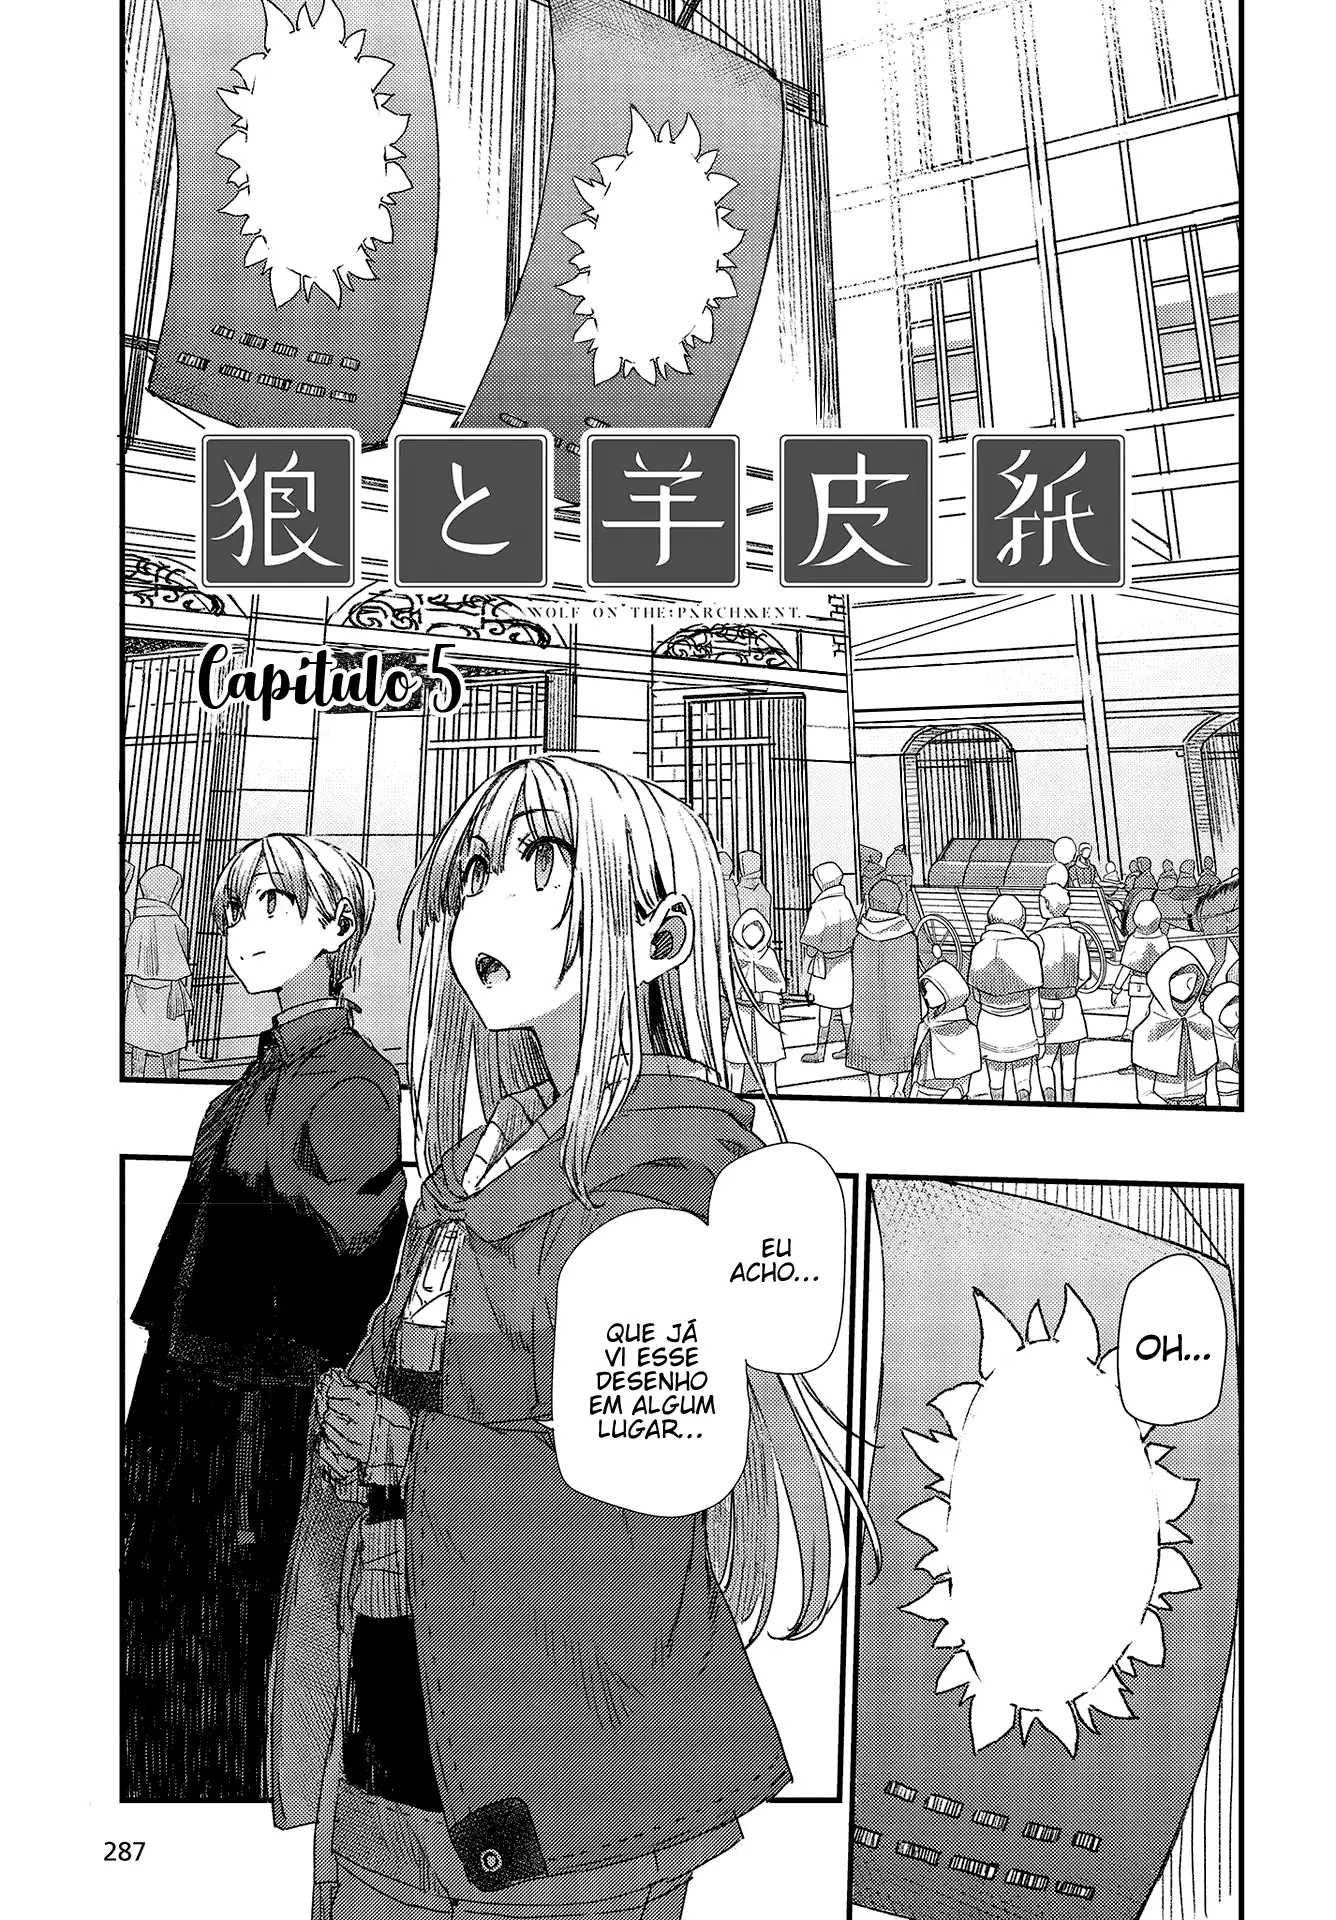 狼と羊皮紙
WOLF ON THE:PARCHMENT.
Capítulo 5
OH...
EU
ACHO...
QUE JÁ
VI ESSE
DESENHO
EM ALGUM
LUGAR...
287